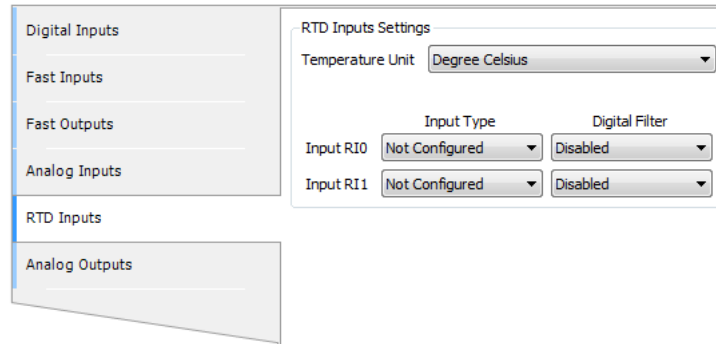 Digital Inputs
Fast Inputs
Fast Outputs
Analog Inputs
RTD Inputs
Analog Outputs
RTD Inputs Settings
Temperature Unit Degree Celsius
Input Type Digital Filter
Input RI0 Not Configured Disabled
Input RI1 Not Configured Disabled